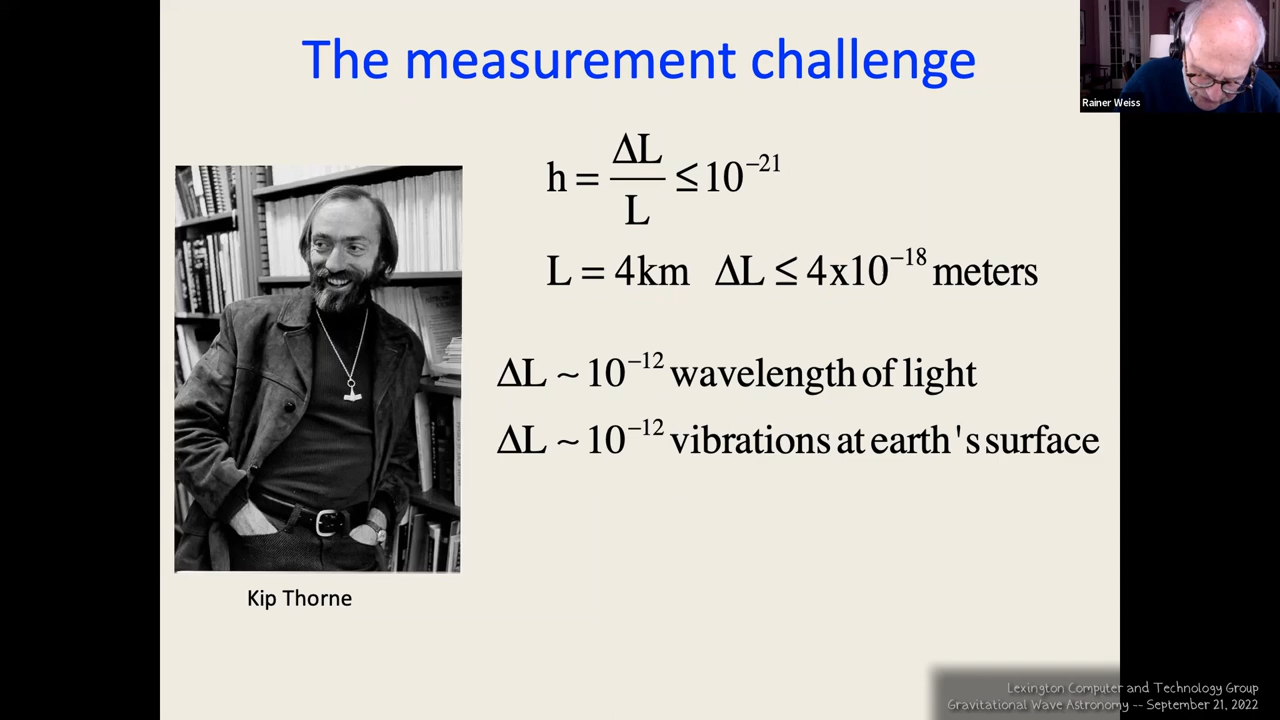 The measurement challenge
Rainer Weiss
h = ΔL / L ≤ 10⁻²¹
L = 4km ΔL ≤ 4x10⁻¹⁸ meters
ΔL ~ 10⁻¹² wavelength of light
ΔL ~ 10⁻¹² vibrations at earth's surface
Kip Thorne
Lexington Computer and Technology Group
Gravitational Wave Astronomy -- September 21, 2022